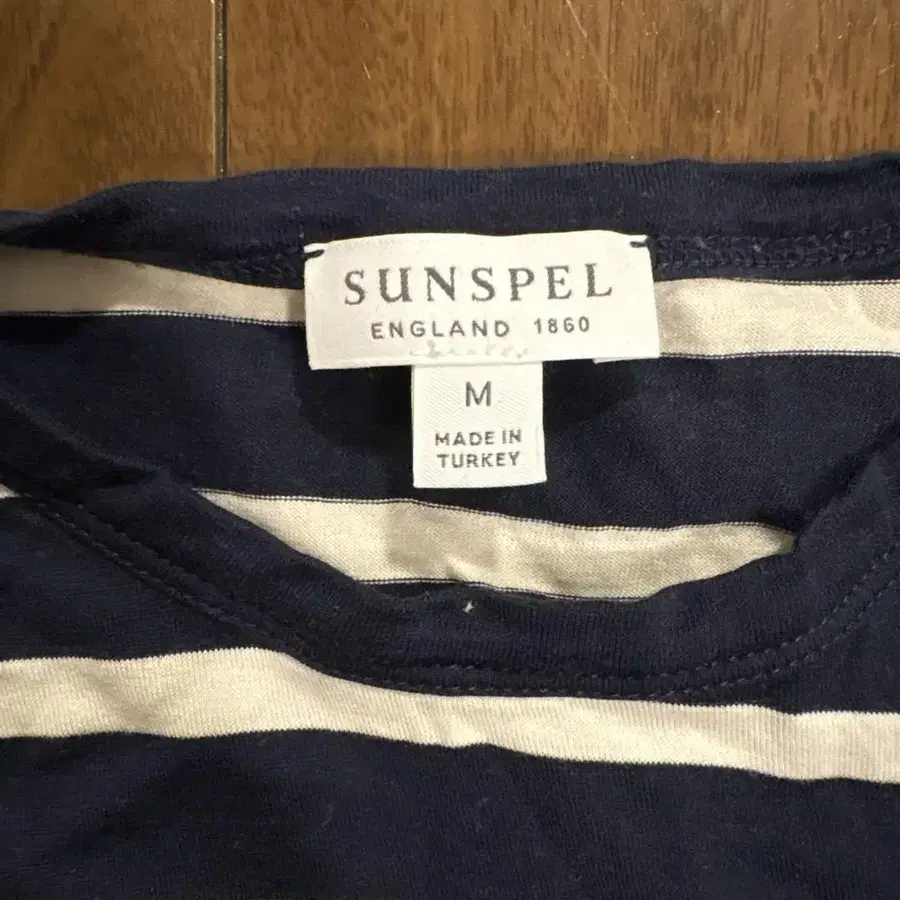 SUNSPEL
ENGLAND 1860
M
MADE IN
TURKEY